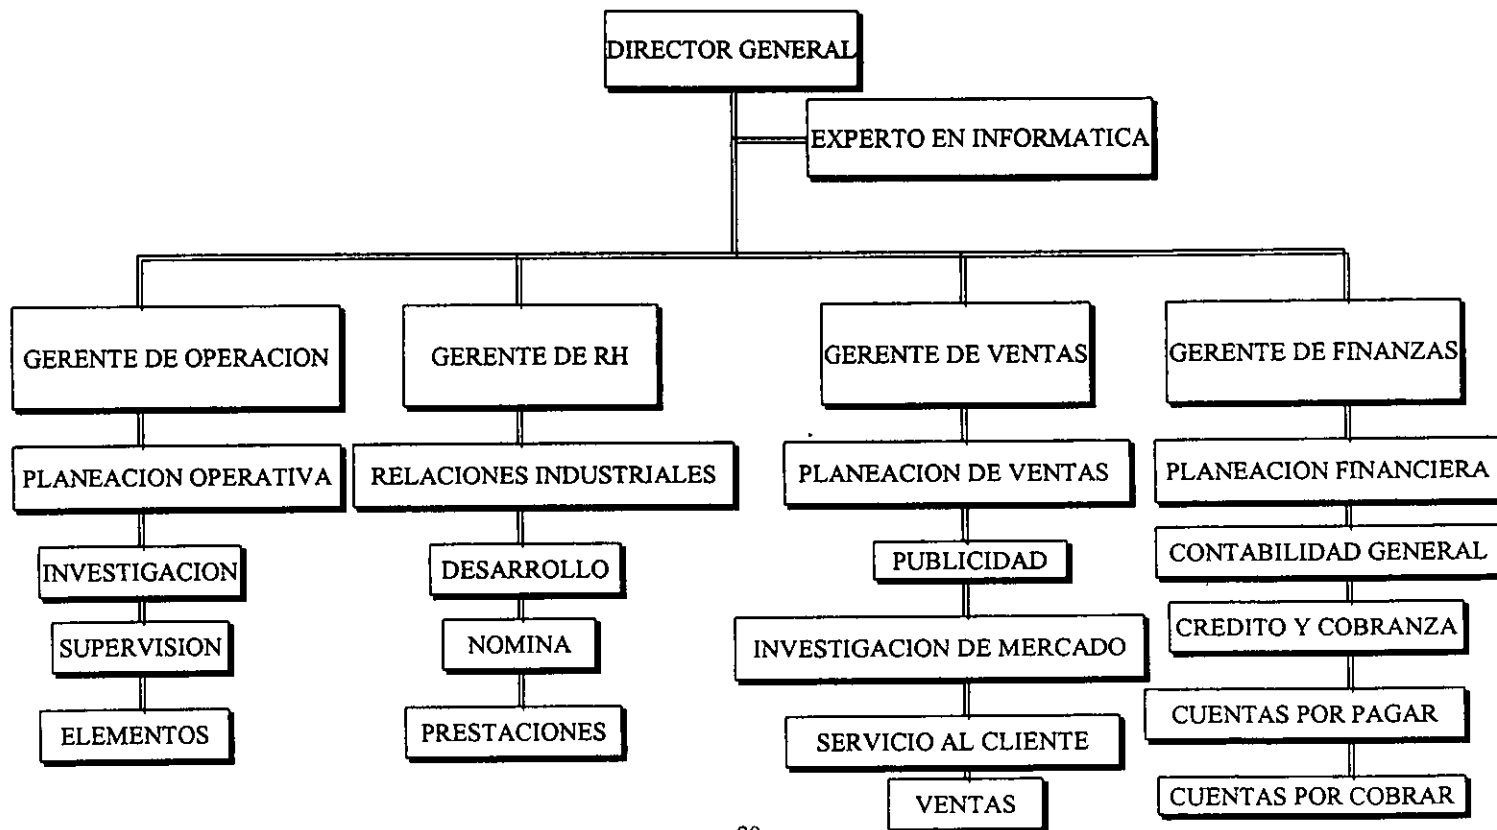 DIRECTOR GENERAL
EXPERTO EN INFORMATICA
GERENTE DE OPERACION
GERENTE DE RH
GERENTE DE VENTAS
GERENTE DE FINANZAS
PLANEACION OPERATIVA
RELACIONES INDUSTRIALES
PLANEACION DE VENTAS
PLANEACION FINANCIERA
INVESTIGACION
DESARROLLO
PUBLICIDAD
CONTABILIDAD GENERAL
SUPERVISION
NOMINA
INVESTIGACION DE MERCADO
CREDITO Y COBRANZA
ELEMENTOS
PRESTACIONES
SERVICIO AL CLIENTE
CUENTAS POR PAGAR
VENTAS
CUENTAS POR COBRAR